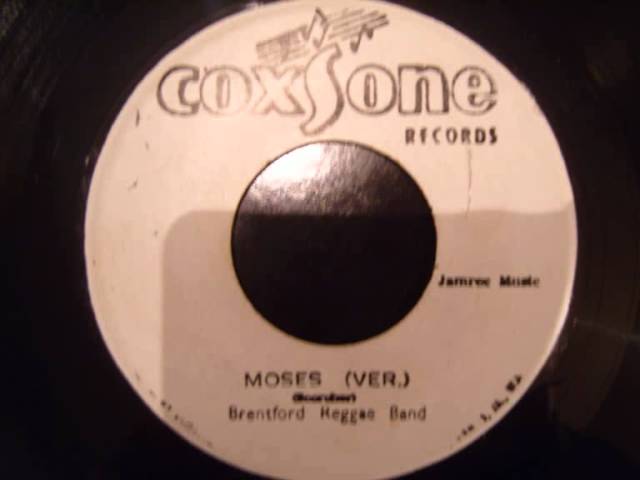 coxSone
RECORDS
Jamrec Music
MOSES (VER.)
Brentford Reggae Band